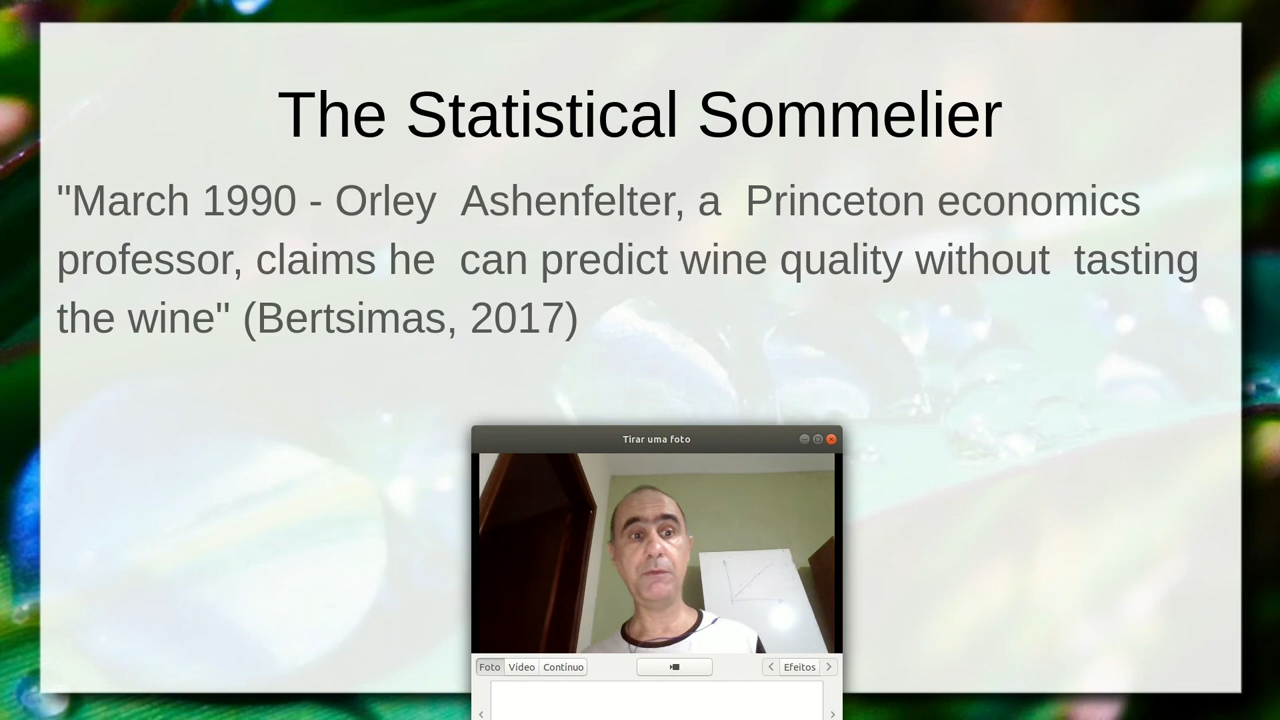 The Statistical Sommelier
"March 1990 - Orley  Ashenfelter, a  Princeton economics
professor, claims he  can predict wine quality without  tasting
the wine" (Bertsimas, 2017)
Tirar uma foto
Foto Vídeo Contínuo Efeitos